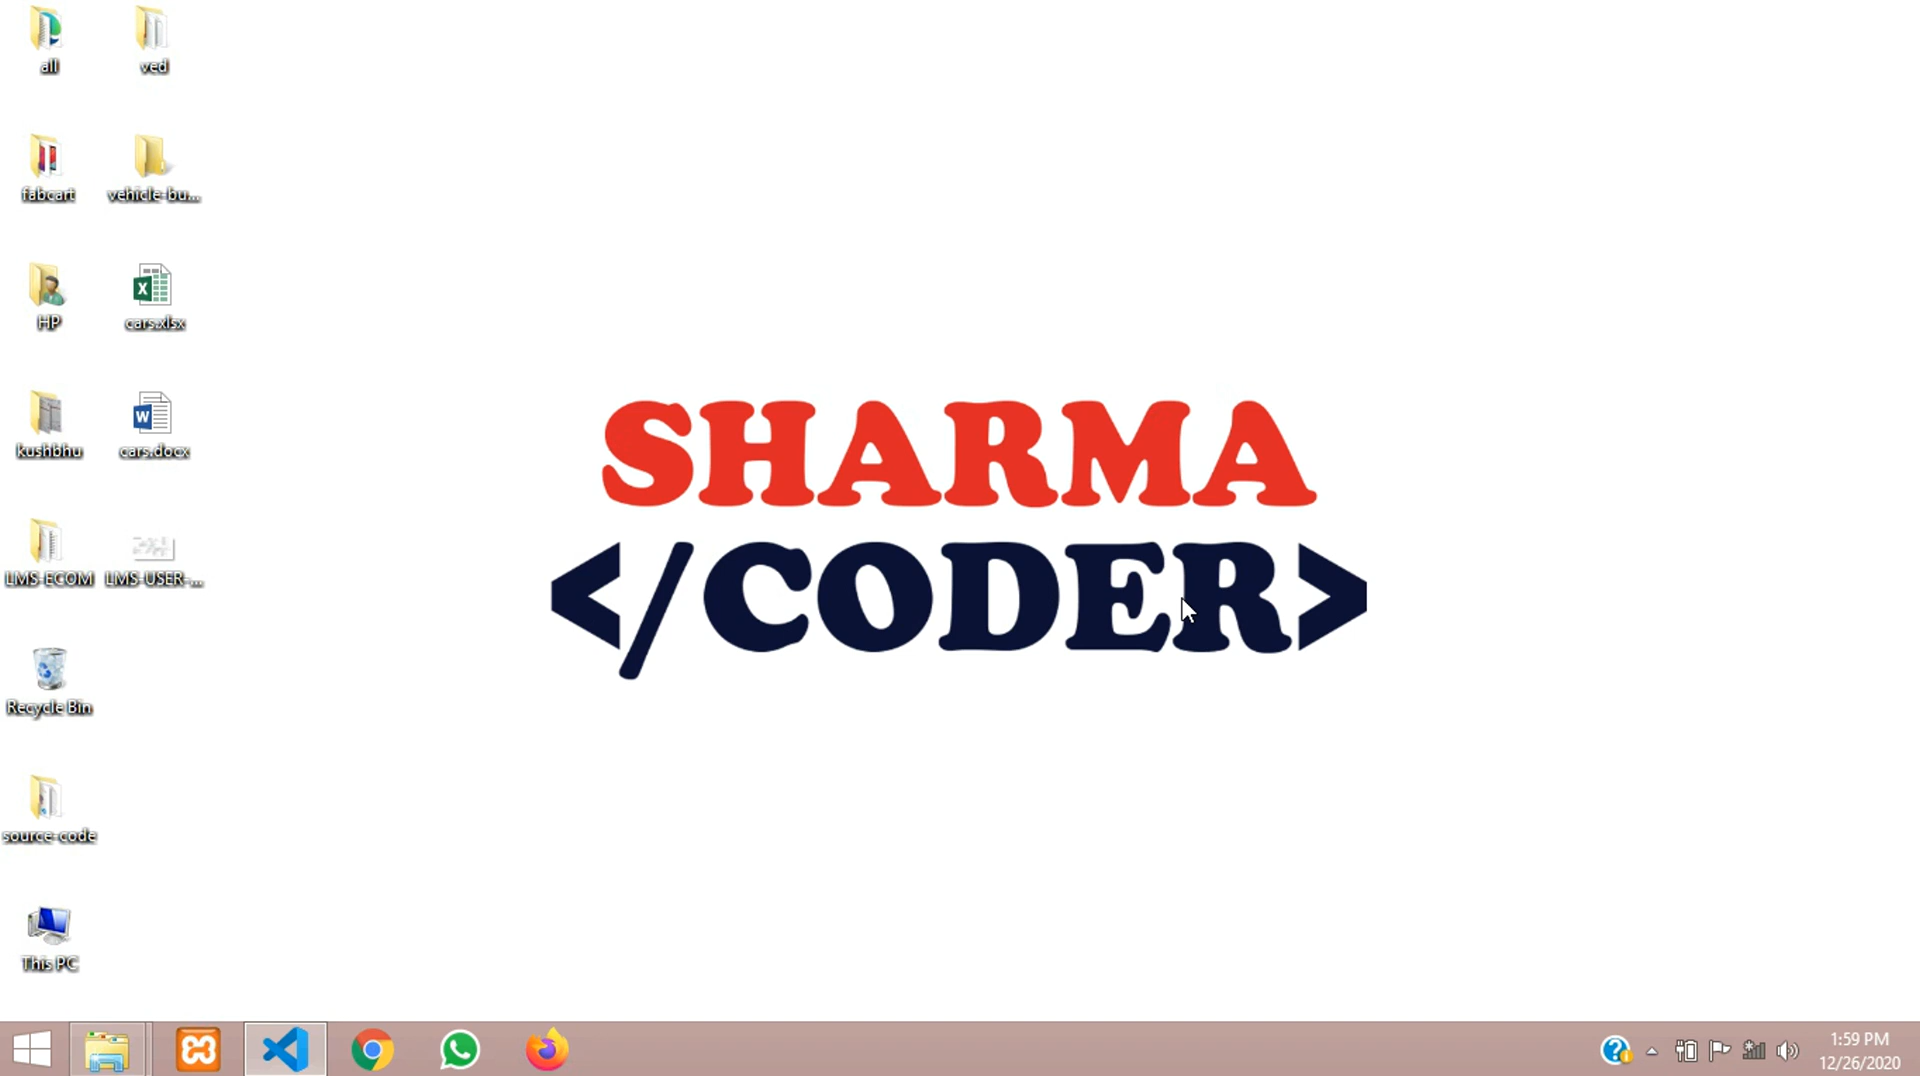 all
ved
fabcart
vehicle-bu...
HP
cars.xlsx
kushbhu
cars.docx
LMS-ECOM
LMS-USER-...
Recycle Bin
source-code
This PC
SHARMA
</CODER>
1:59 PM
12/26/2020